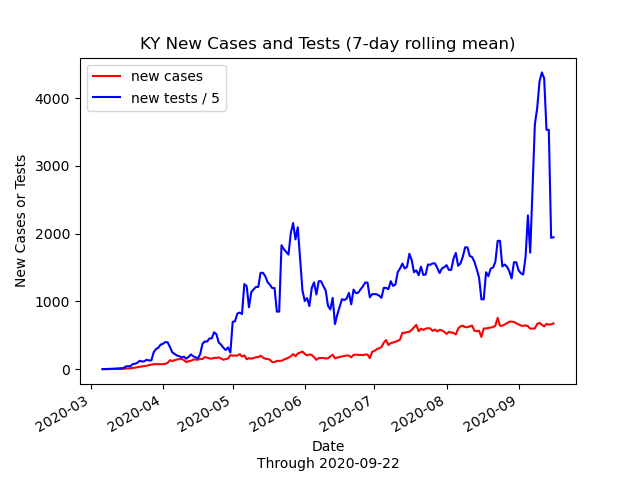 KY New Cases and Tests (7-day rolling mean)
new cases
new tests / 5
New Cases or Tests
4000
3000
2000
1000
0
2020-03
2020-04
2020-05
2020-06
2020-07
2020-08
2020-09
Date
Through 2020-09-22